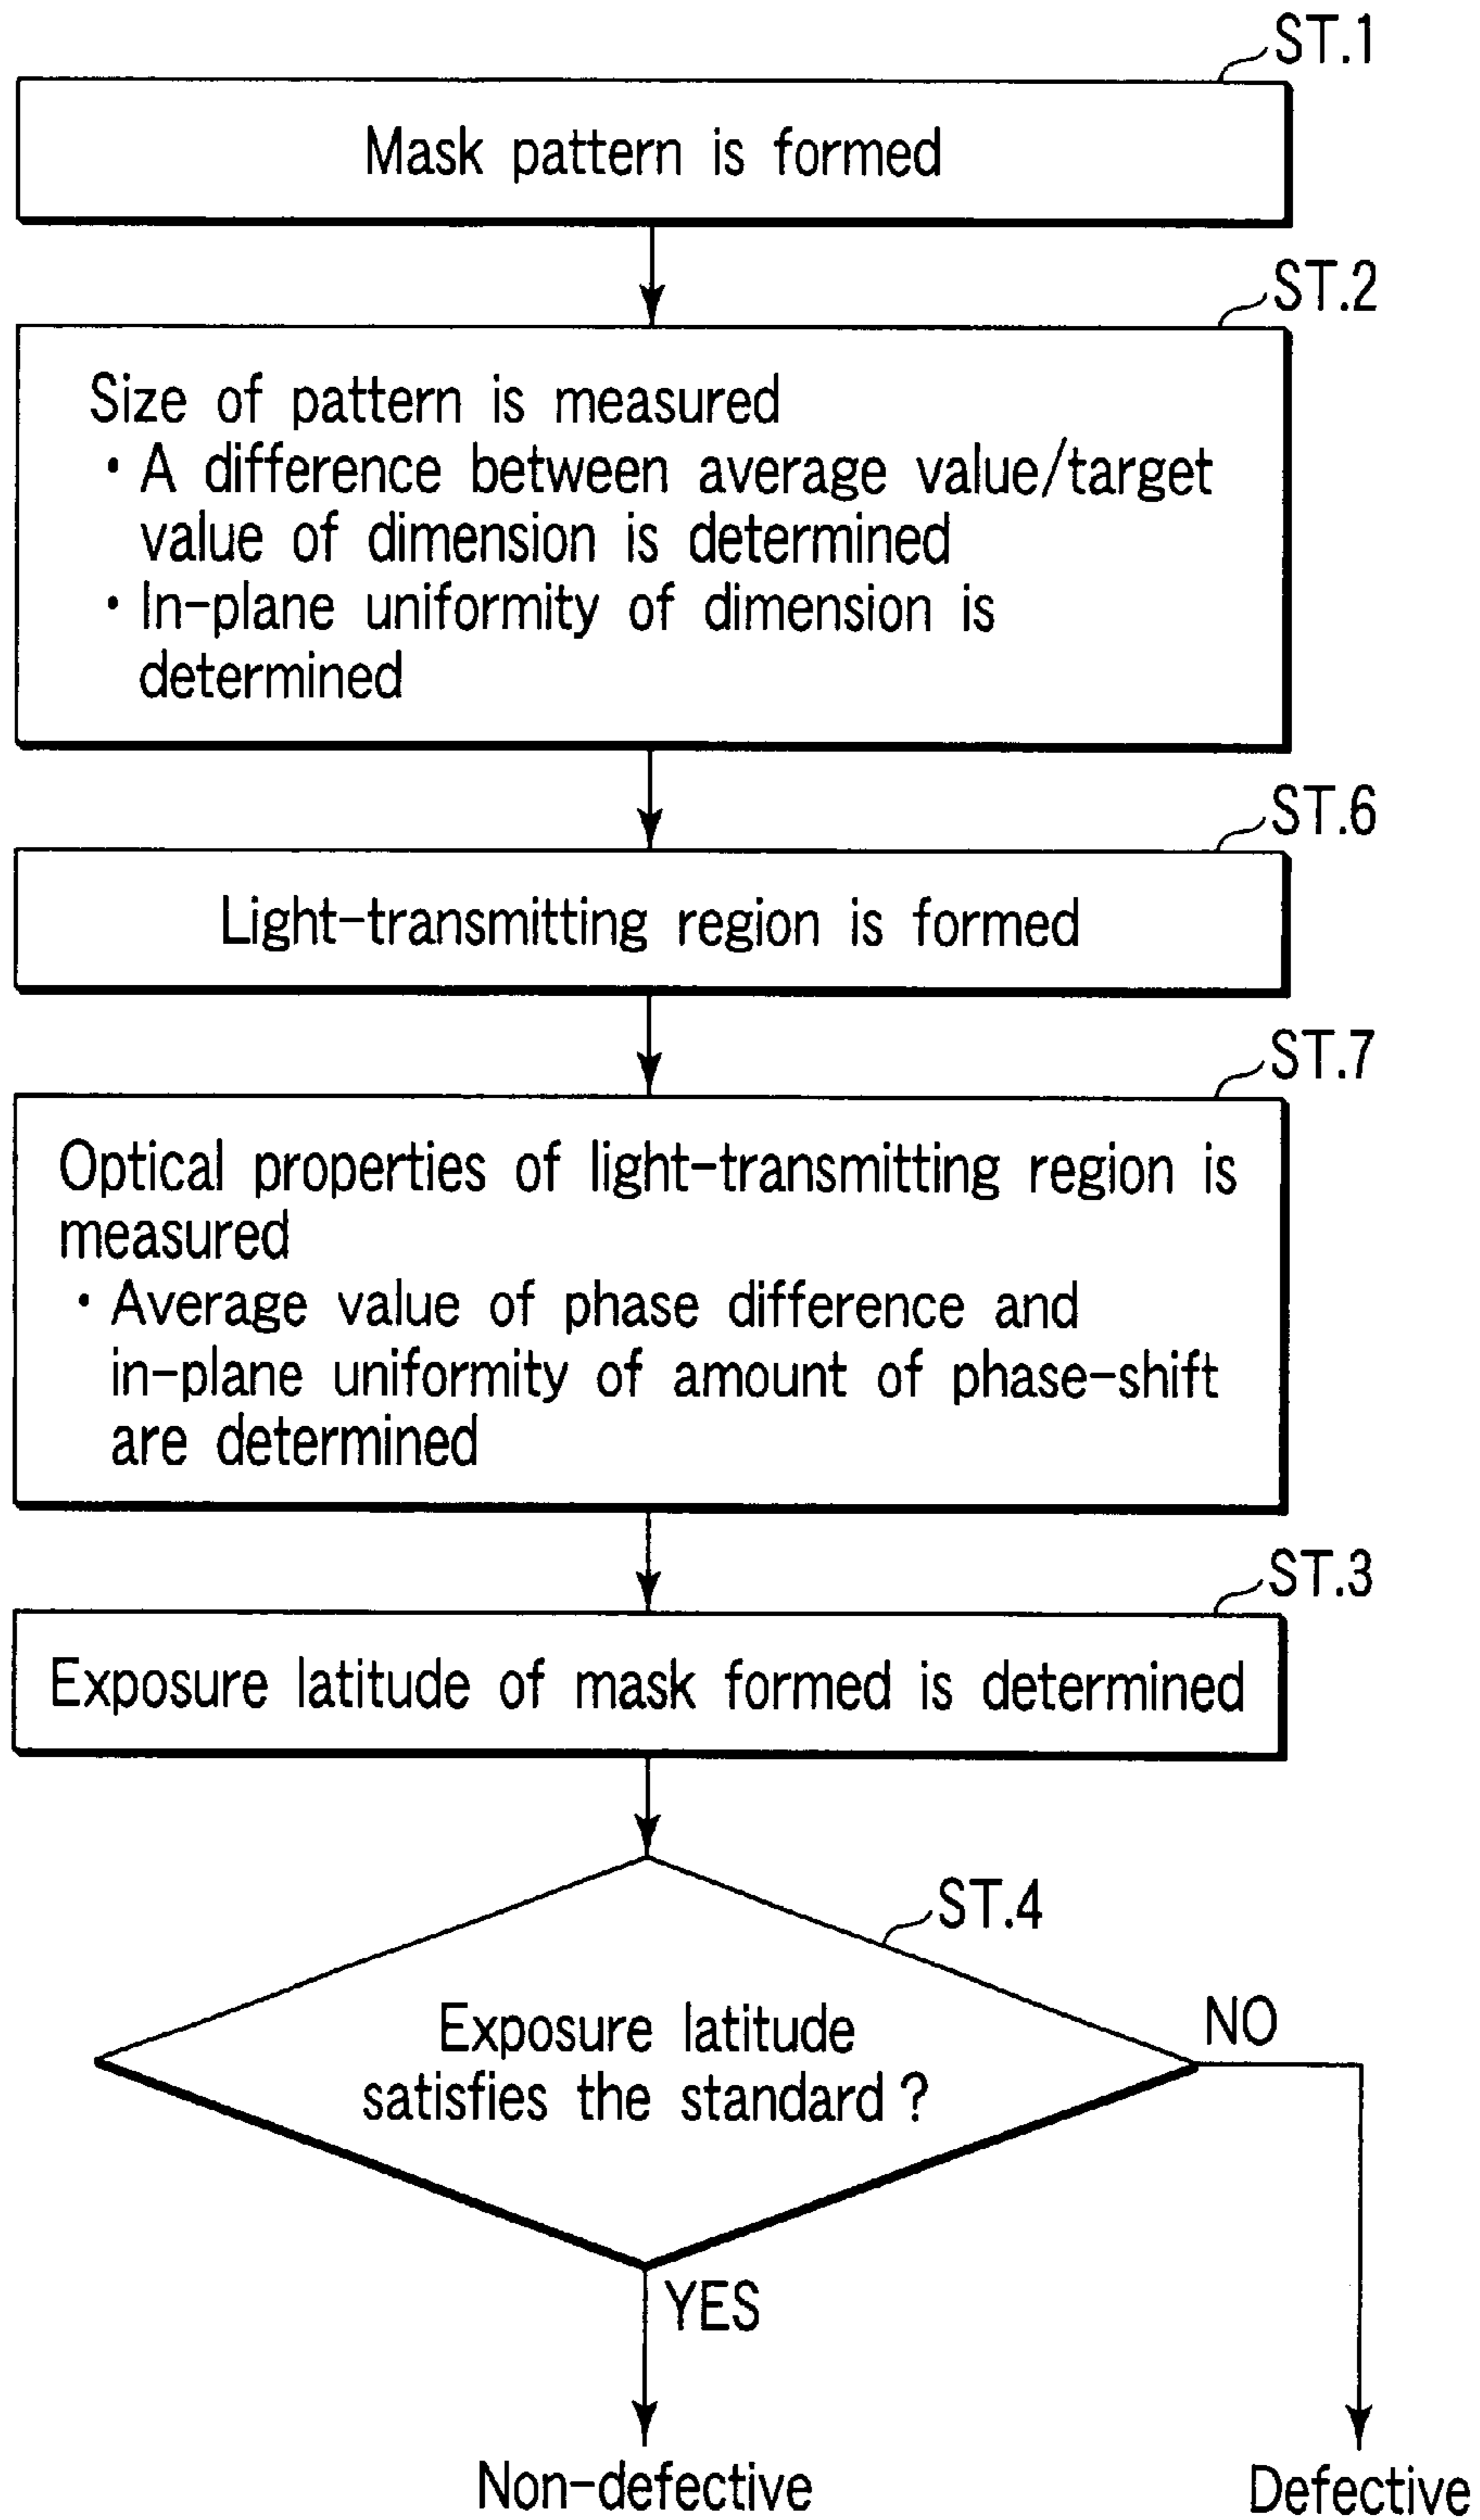 ST.1
Mask pattern is formed
ST.2
Size of pattern is measured
· A difference between average value/target
value of dimension is determined
· In-plane uniformity of dimension is
determined
ST.6
Light-transmitting region is formed
ST.7
Optical properties of light-transmitting region is
measured
· Average value of phase difference and
in-plane uniformity of amount of phase-shift
are determined
ST.3
Exposure latitude of mask formed is determined
ST.4
Exposure latitude
satisfies the standard ?
NO
YES
Non-defective
Defective